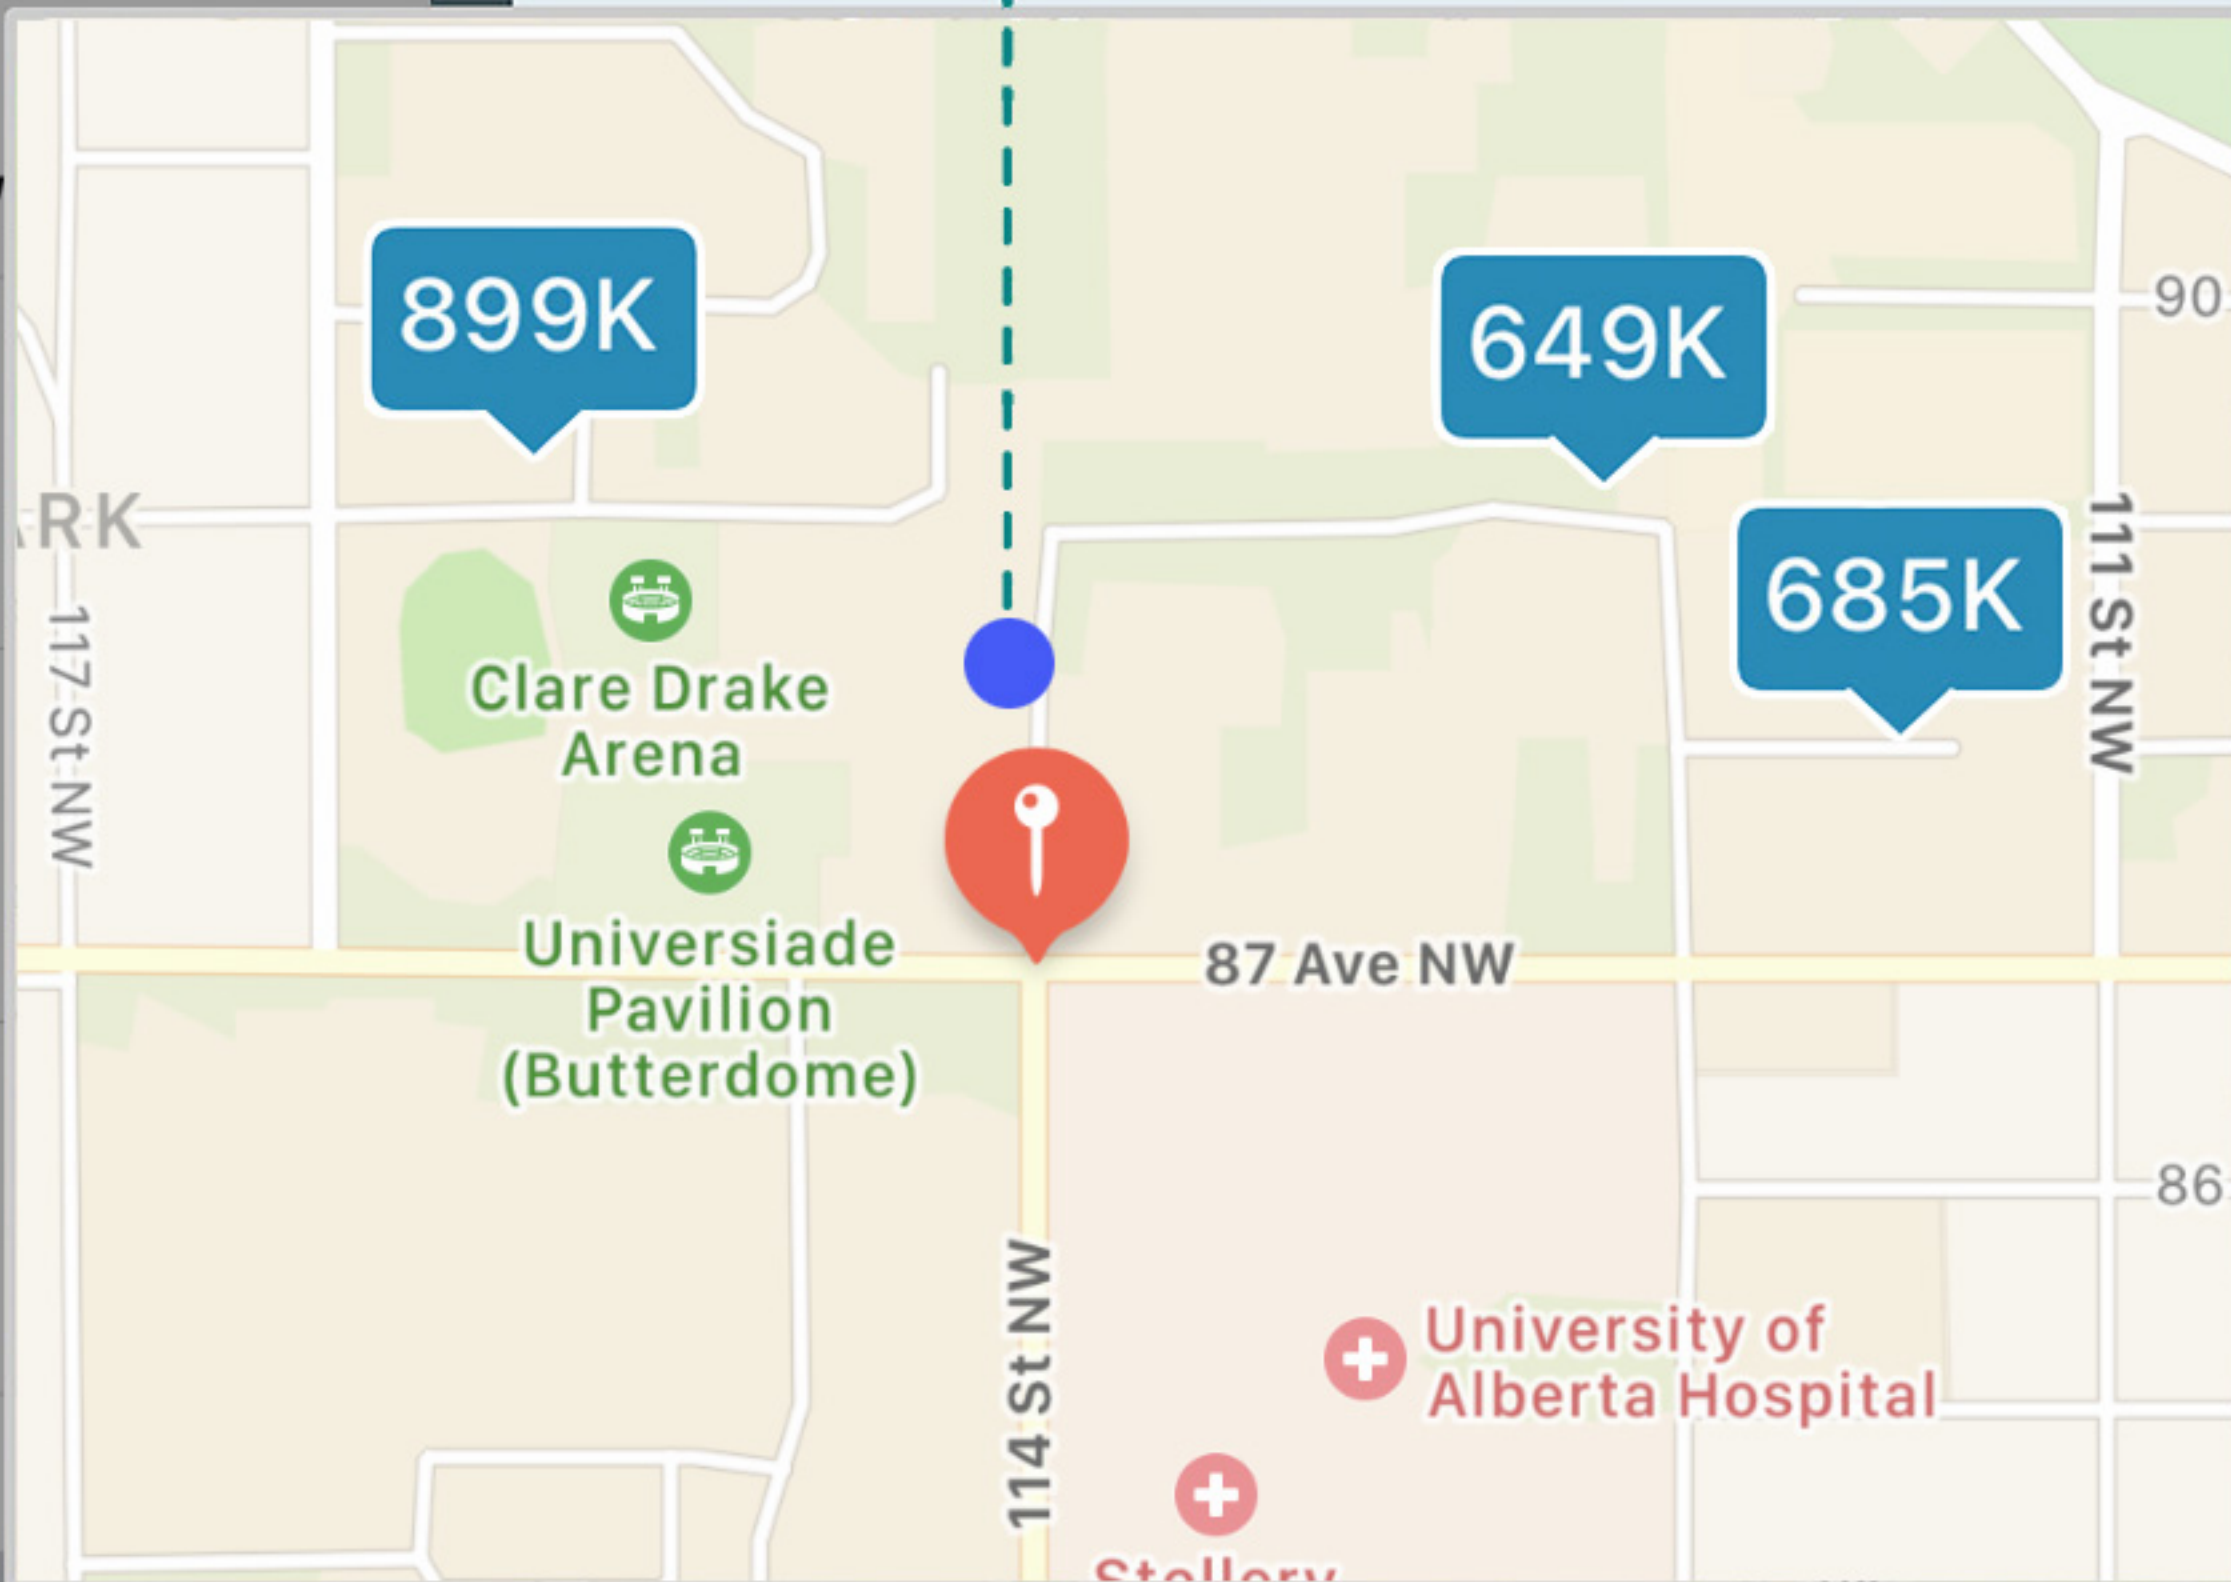 899K
649K
90
ARK
685K
111 St NW
117 St NW
Clare Drake
Arena
Universiade
Pavilion
(Butterdome)
87 Ave NW
86
114 St NW
University of
Alberta Hospital
Stollery